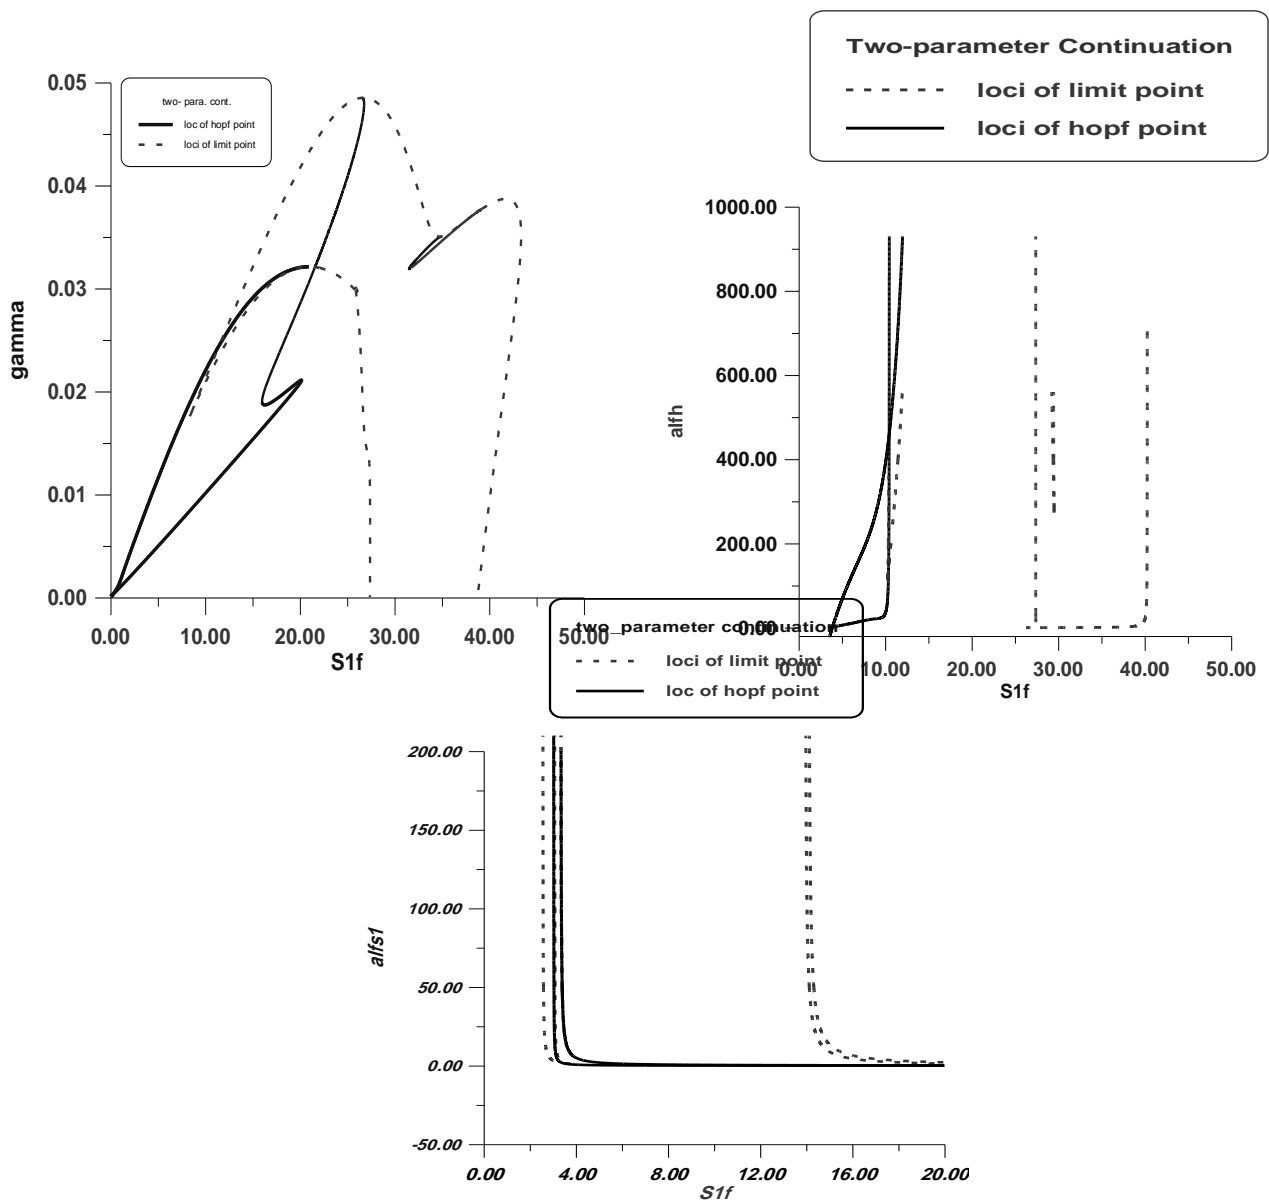 Two-parameter Continuation
loci of limit point
loci of hopf point
0.05
0.04
0.03
0.02
0.01
0.00
gamma
two- para. cont.
loc of hopf point
loci of limit point
0.00 10.00 20.00 30.00 40.00 50.00
S1f
1000.00
800.00
600.00
400.00
200.00
0.00
alfh
0.00 10.00 20.00 30.00 40.00 50.00
S1f
two_parameter continuation
loci of limit point
loc of hopf point
200.00
150.00
100.00
50.00
0.00
-50.00
alfs1
0.00 4.00 8.00 12.00 16.00 20.00
S1f